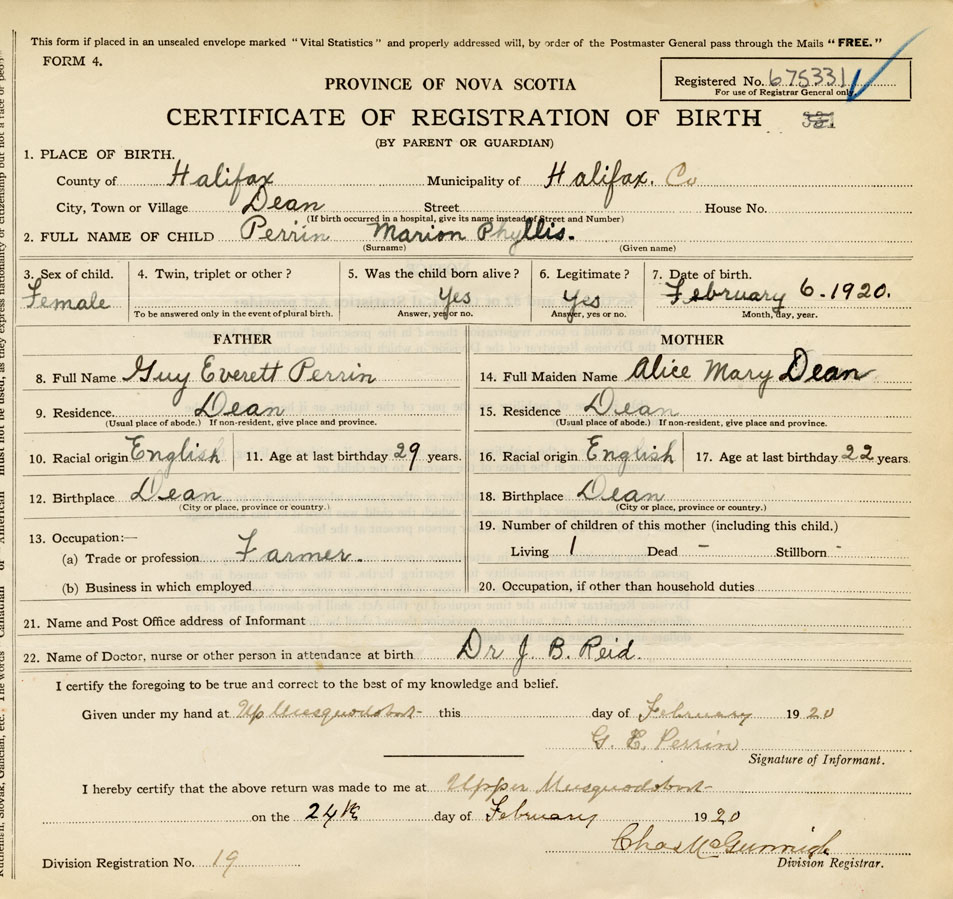 This form if placed in an unsealed envelope marked "Vital Statistics" and properly addressed will, by order of the Postmaster General pass through the Mails "FREE."
FORM 4.
Registered No. 675331
For use of Registrar General only
PROVINCE OF NOVA SCOTIA
CERTIFICATE OF REGISTRATION OF BIRTH
(BY PARENT OR GUARDIAN)
1. PLACE OF BIRTH.
County of Halifax Municipality of Halifax. Co
City, Town or Village Dean Street House No.
(If birth occurred in a hospital, give its name instead of Street and Number)
2. FULL NAME OF CHILD Perrin Marion Phyllis.
(Surname) (Given name)
3. Sex of child. 4. Twin, triplet or other? 5. Was the child born alive? 6. Legitimate? 7. Date of birth.
Female Yes Yes February 6-1920.
To be answered only in the event of plural birth. Answer, yes or no. Answer, yes or no. Month, day, year.
FATHER MOTHER
8. Full Name Guy Everett Perrin 14. Full Maiden Name Alice Mary Dean
9. Residence. Dean 15. Residence Dean
(Usual place of abode.) If non-resident, give place and province. (Usual place of abode.) If non-resident, give place and province.
10. Racial origin English 11. Age at last birthday 29 years. 16. Racial origin English 17. Age at last birthday 22 years.
12. Birthplace Dean 18. Birthplace Dean
(City or place, province or country.) (City or place, province or country.)
13. Occupation:— 19. Number of children of this mother (including this child.)
(a) Trade or profession Farmer. Living 1 Dead - Stillborn -
(b) Business in which employed 20. Occupation, if other than household duties
21. Name and Post Office address of Informant
22. Name of Doctor, nurse or other person in attendance at birth Dr J. B. Reid.
I certify the foregoing to be true and correct to the best of my knowledge and belief.
Given under my hand at Up Musquodobot this day of February 1920
G. E. Perrin
Signature of Informant.
I hereby certify that the above return was made to me at Upper Musquodobot
on the 24th day of February 1920
Chas
Division Registration No. 19 Division Registrar.